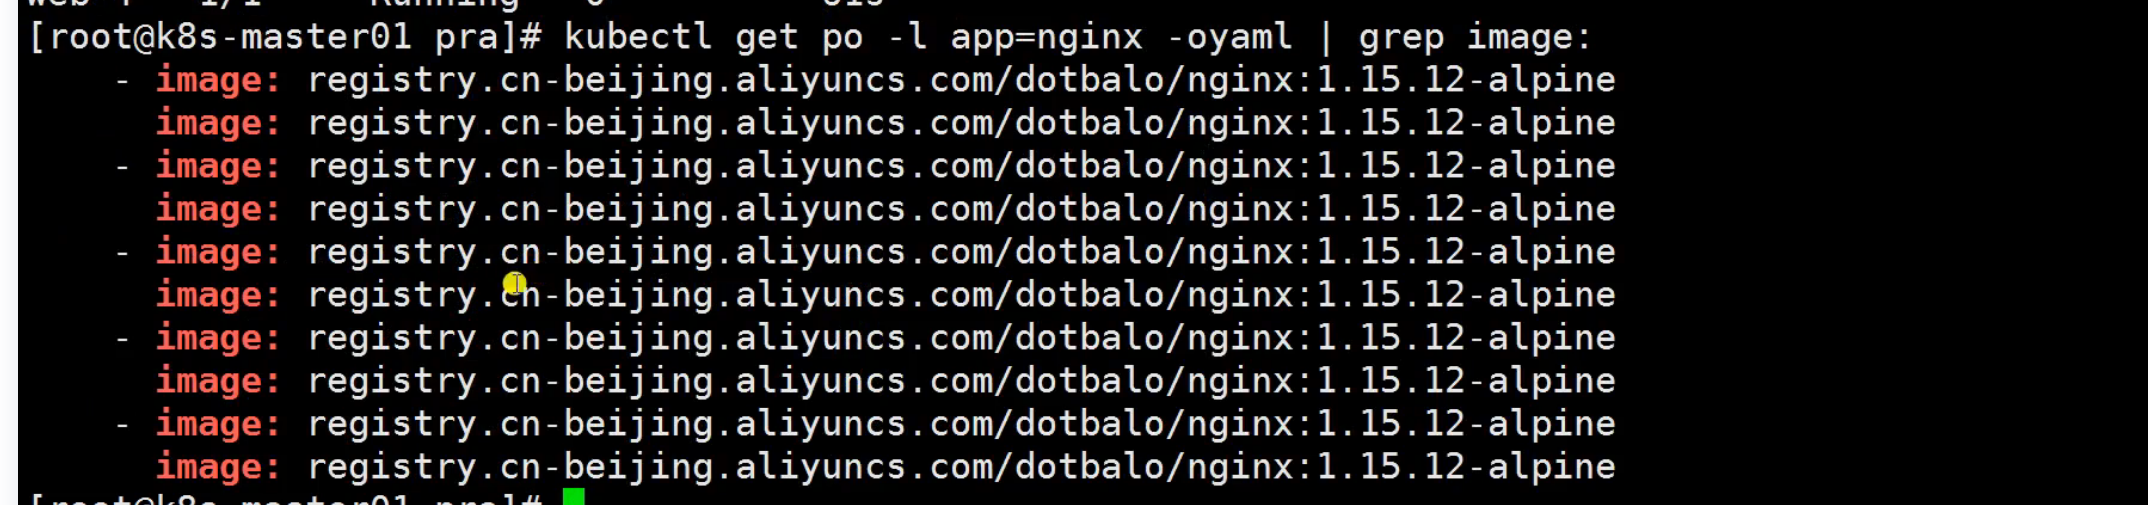 web-4 1/1 Running 0 61s
[root@k8s-master01 pra]# kubectl get po -l app=nginx -oyaml | grep image:
- image: registry.cn-beijing.aliyuncs.com/dotbalo/nginx:1.15.12-alpine
image: registry.cn-beijing.aliyuncs.com/dotbalo/nginx:1.15.12-alpine
- image: registry.cn-beijing.aliyuncs.com/dotbalo/nginx:1.15.12-alpine
image: registry.cn-beijing.aliyuncs.com/dotbalo/nginx:1.15.12-alpine
- image: registry.cn-beijing.aliyuncs.com/dotbalo/nginx:1.15.12-alpine
image: registry.cn-beijing.aliyuncs.com/dotbalo/nginx:1.15.12-alpine
- image: registry.cn-beijing.aliyuncs.com/dotbalo/nginx:1.15.12-alpine
image: registry.cn-beijing.aliyuncs.com/dotbalo/nginx:1.15.12-alpine
- image: registry.cn-beijing.aliyuncs.com/dotbalo/nginx:1.15.12-alpine
image: registry.cn-beijing.aliyuncs.com/dotbalo/nginx:1.15.12-alpine
[root@k8s-master01 pra]#